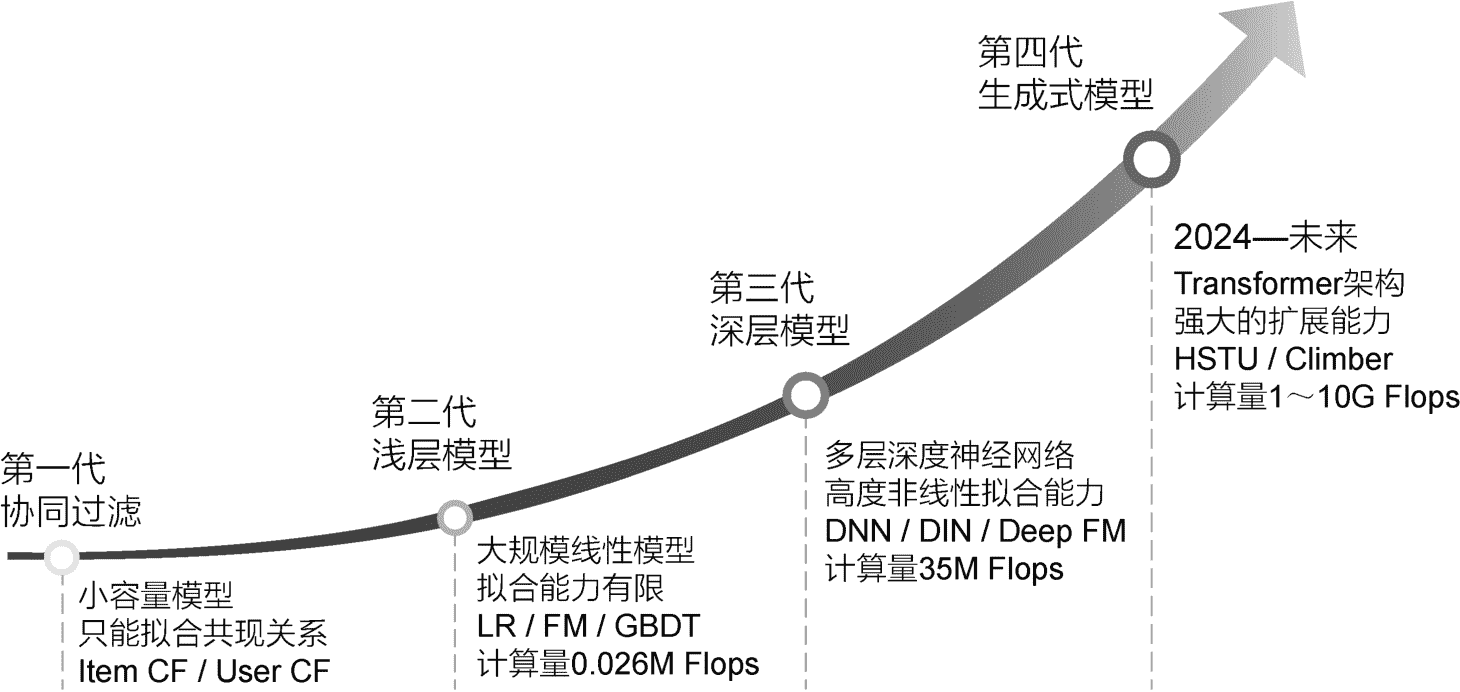 第一代
协同过滤
小容量模型
只能拟合共现关系
Item CF / User CF
第二代
浅层模型
大规模线性模型
拟合能力有限
LR / FM / GBDT
计算量0.026M Flops
第三代
深层模型
多层深度神经网络
高度非线性拟合能力
DNN / DIN / Deep FM
计算量35M Flops
第四代
生成式模型
2024—未来
Transformer架构
强大的扩展能力
HSTU / Climber
计算量1～10G Flops